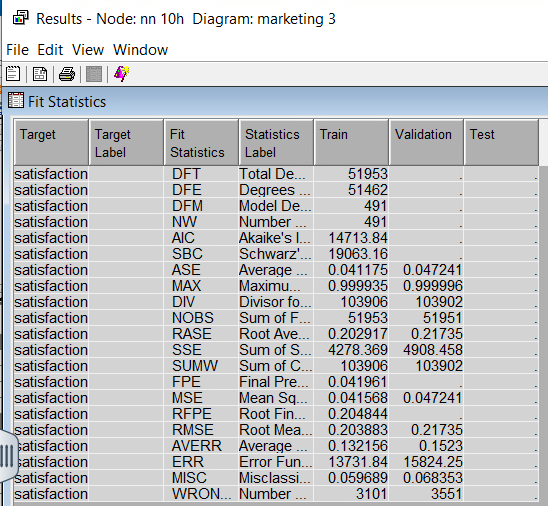 Results - Node: nn 10h Diagram: marketing 3
File Edit View Window
Fit Statistics
Target Target Label Fit Statistics Statistics Label Train Validation Test
satisfaction DFT Total De... 51953 . .
satisfaction DFE Degrees ... 51462 . .
satisfaction DFM Model De... 491 . .
satisfaction NW Number ... 491 . .
satisfaction AIC Akaike's I... 14713.84 . .
satisfaction SBC Schwarz'... 19063.16 . .
satisfaction ASE Average ... 0.041175 0.047241 .
satisfaction MAX Maximu... 0.999935 0.999996 .
satisfaction DIV Divisor fo... 103906 103902 .
satisfaction NOBS Sum of F... 51953 51951 .
satisfaction RASE Root Ave... 0.202917 0.21735 .
satisfaction SSE Sum of S... 4278.369 4908.458 .
satisfaction SUMW Sum of C... 103906 103902 .
satisfaction FPE Final Pre... 0.041961 . .
satisfaction MSE Mean Sq... 0.041568 0.047241 .
satisfaction RFPE Root Fin... 0.204844 . .
satisfaction RMSE Root Mea... 0.203883 0.21735 .
satisfaction AVERR Average ... 0.132156 0.1523 .
satisfaction ERR Error Fun... 13731.84 15824.25 .
satisfaction MISC Misclassi... 0.059689 0.068353 .
satisfaction WRON... Number ... 3101 3551 .